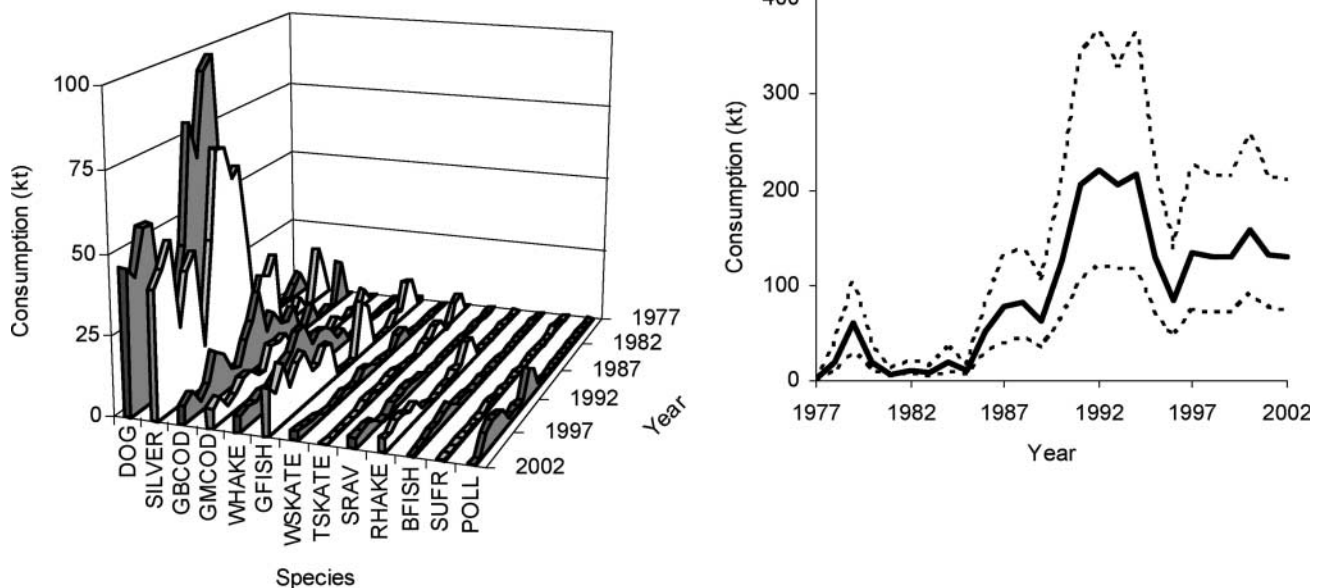 100
75
50
25
0
Consumption (kt)
DOG
SILVER
GBCOD
GMCOD
WHAKE
GFISH
WSKATE
TSKATE
SRAV
RHAKE
BFISH
SUFR
POLL
Species
1977
1982
1987
1992
1997
2002
Year
400
300
200
100
0
Consumption (kt)
1977
1982
1987
1992
1997
2002
Year